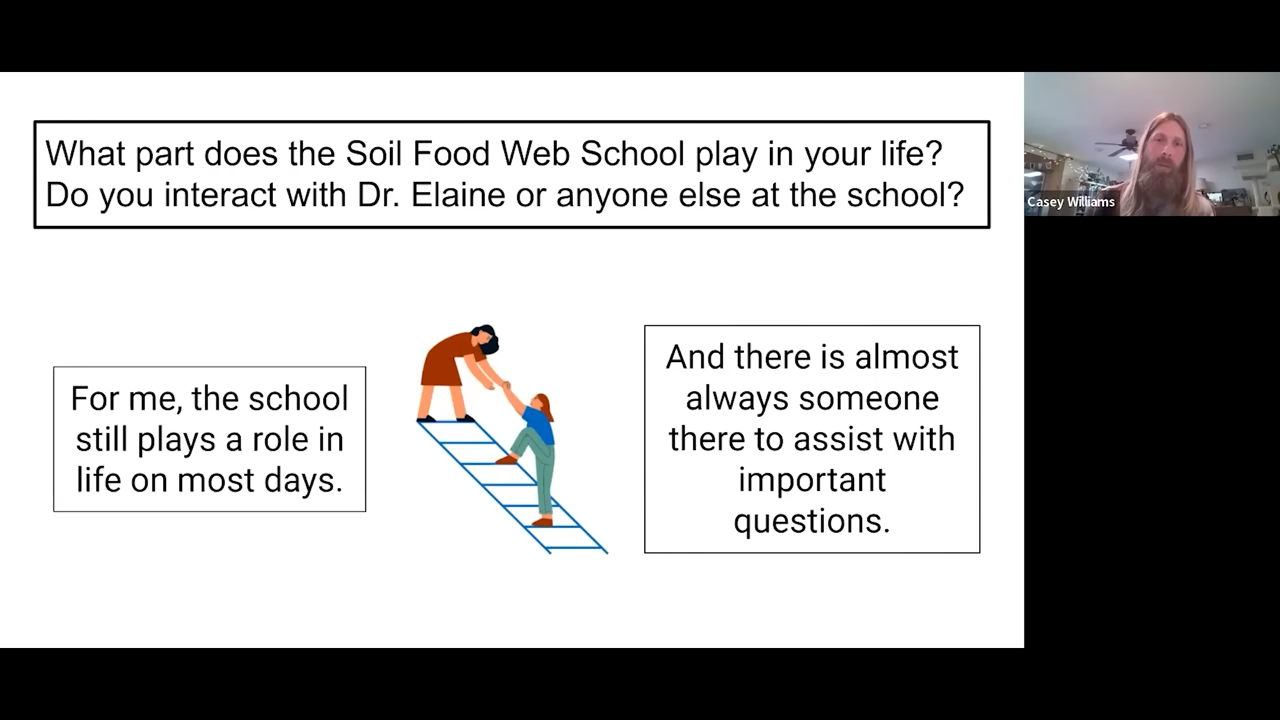 What part does the Soil Food Web School play in your life?
Do you interact with Dr. Elaine or anyone else at the school?
Casey Williams
For me, the school
still plays a role in
life on most days.
And there is almost
always someone
there to assist with
important
questions.